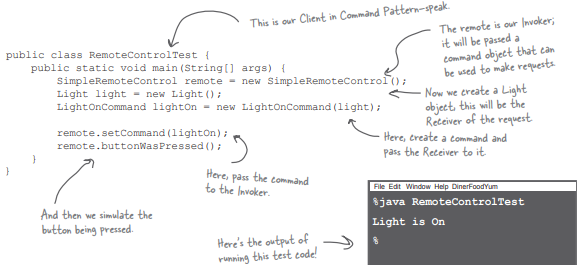 This is our Client in Command Pattern-speak.
The remote is our Invoker;
it will be passed a
command object that can
be used to make requests.
public class RemoteControlTest {
public static void main(String[] args) {
SimpleRemoteControl remote = new SimpleRemoteControl();
Light light = new Light();
LightOnCommand lightOn = new LightOnCommand(light);
Now we create a Light
object, this will be the
Receiver of the request.
Here, create a command and
pass the Receiver to it.
remote.setCommand(lightOn);
remote.buttonWasPressed();
}
}
Here, pass the command
to the Invoker.
And then we simulate the
button being pressed.
File Edit Window Help DinerFoodYum
%java RemoteControlTest
Light is On
%
Here's the output of
running this test code!